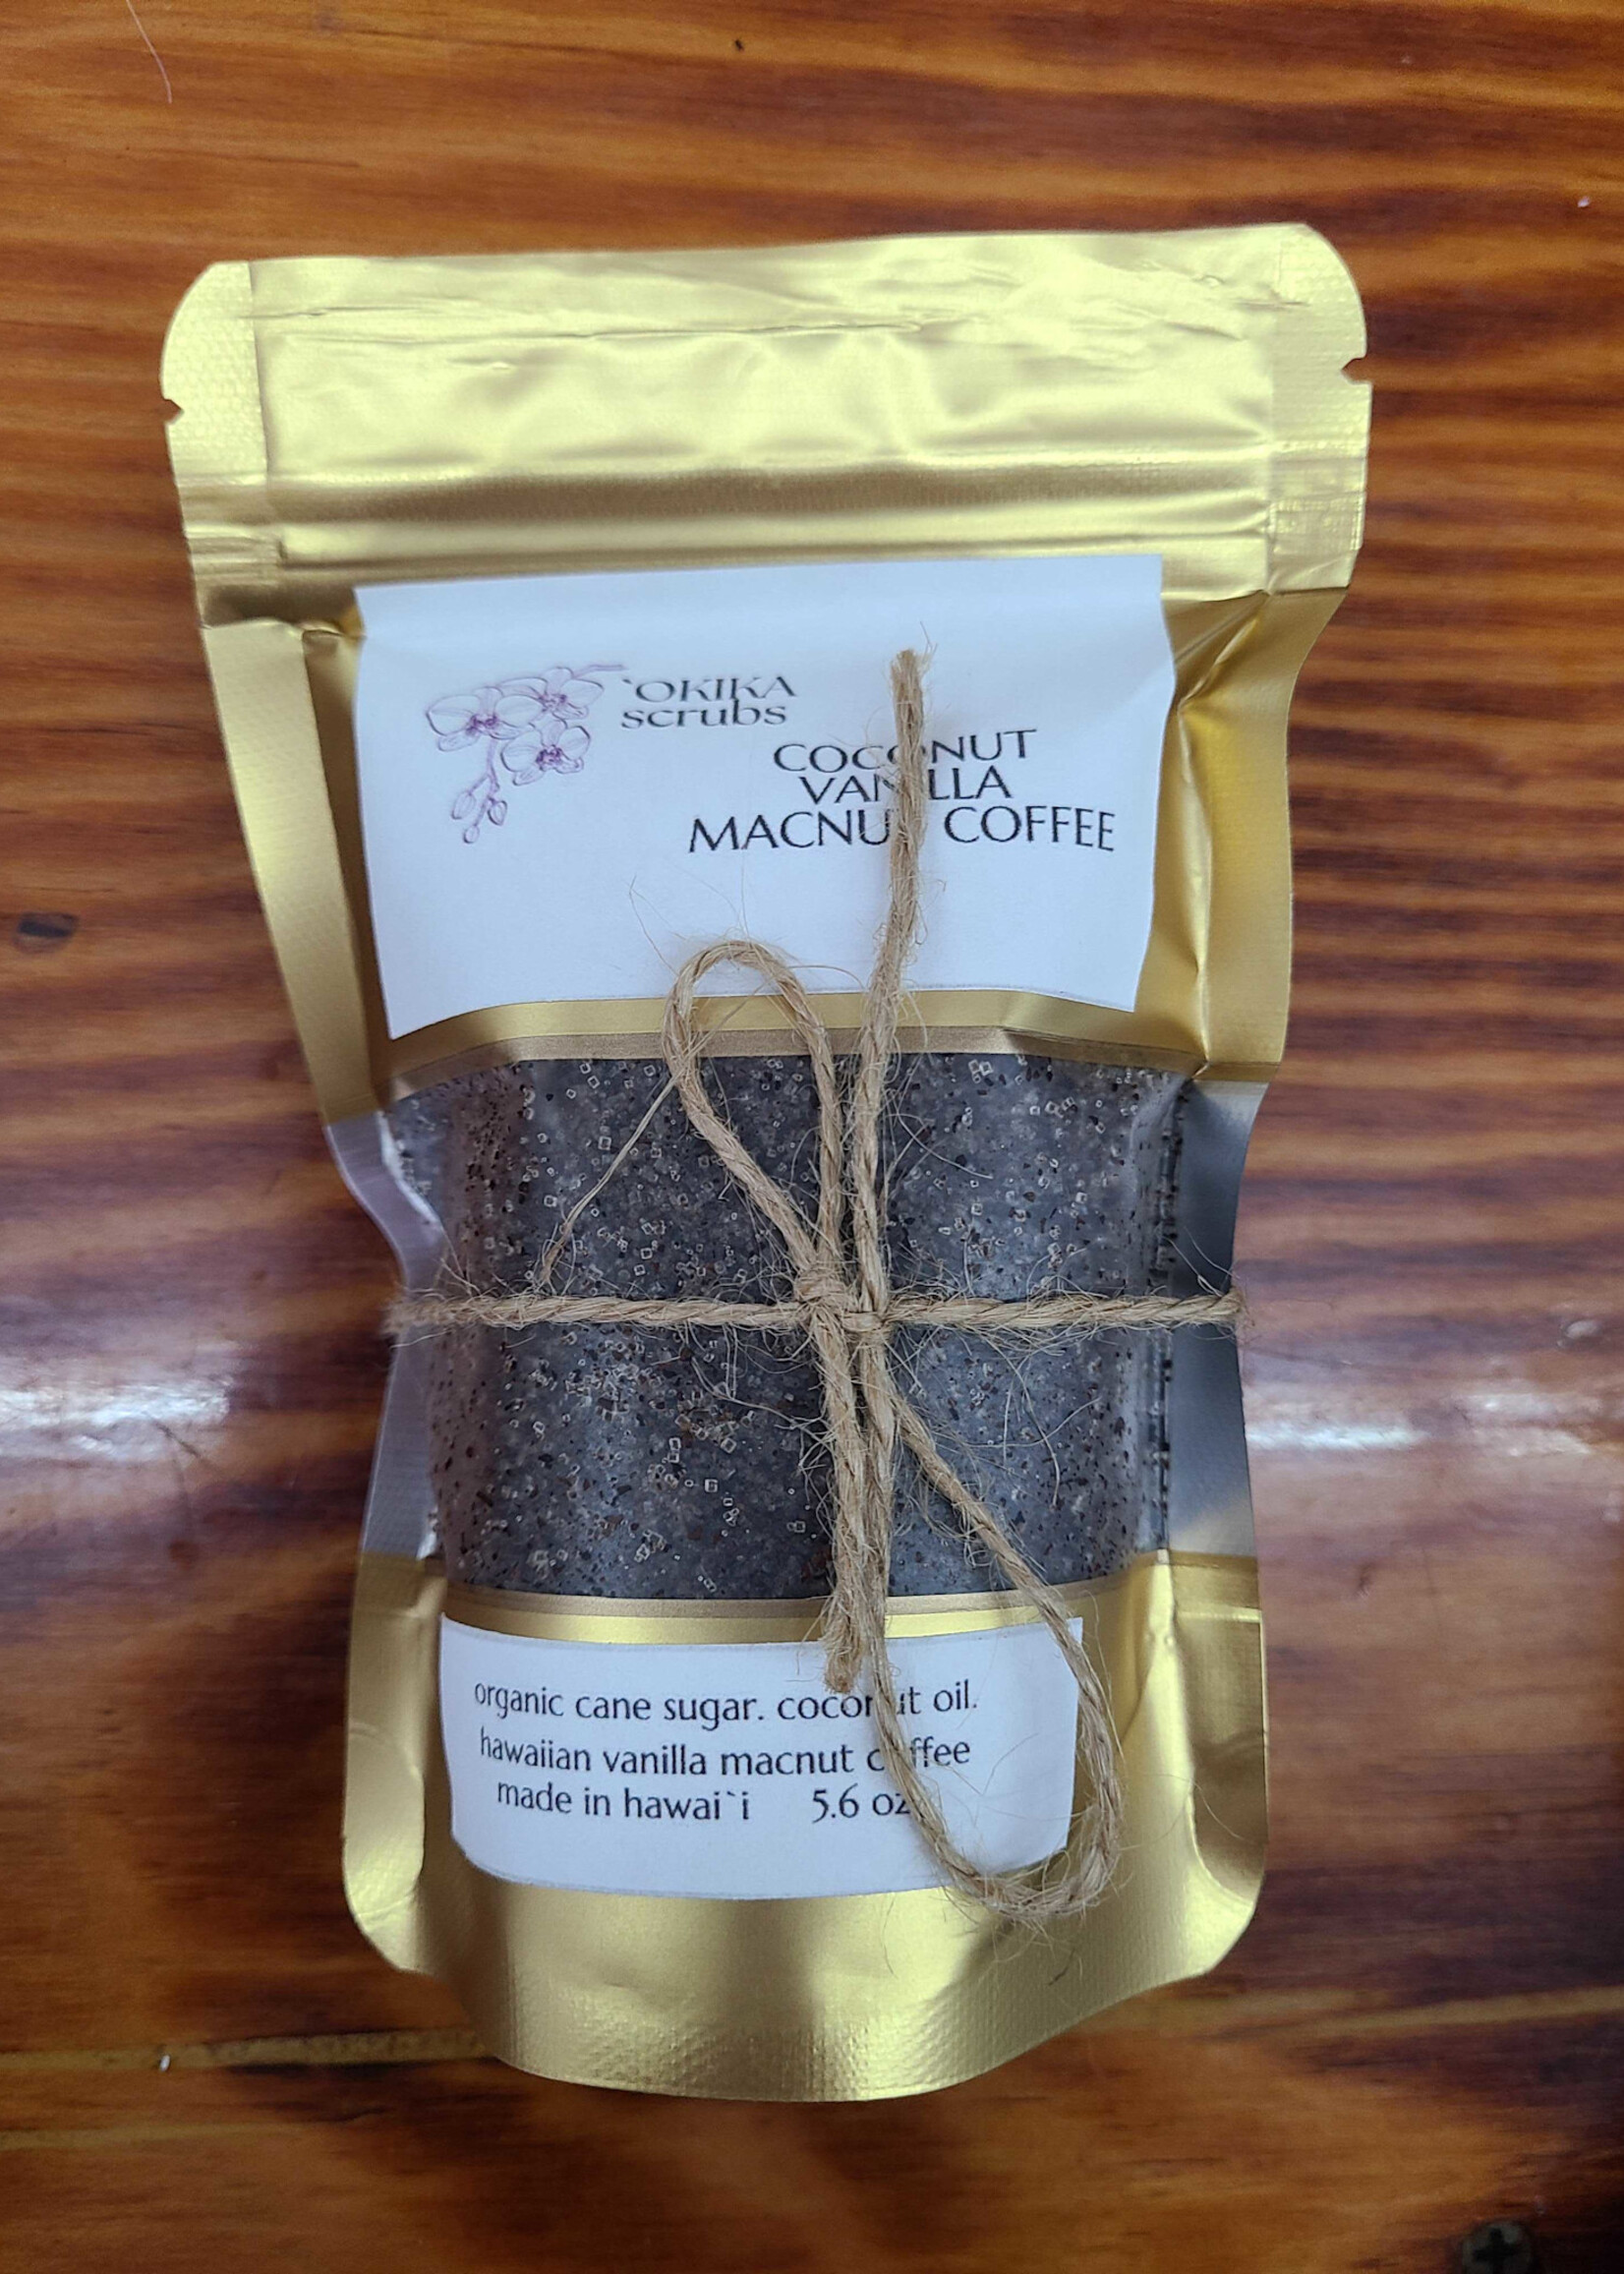 `OKIKA
scrubs
COCONUT
VANILLA
MACNUT COFFEE
organic cane sugar. coconut oil.
hawaiian vanilla macnut coffee
made in hawai`i 5.6 oz